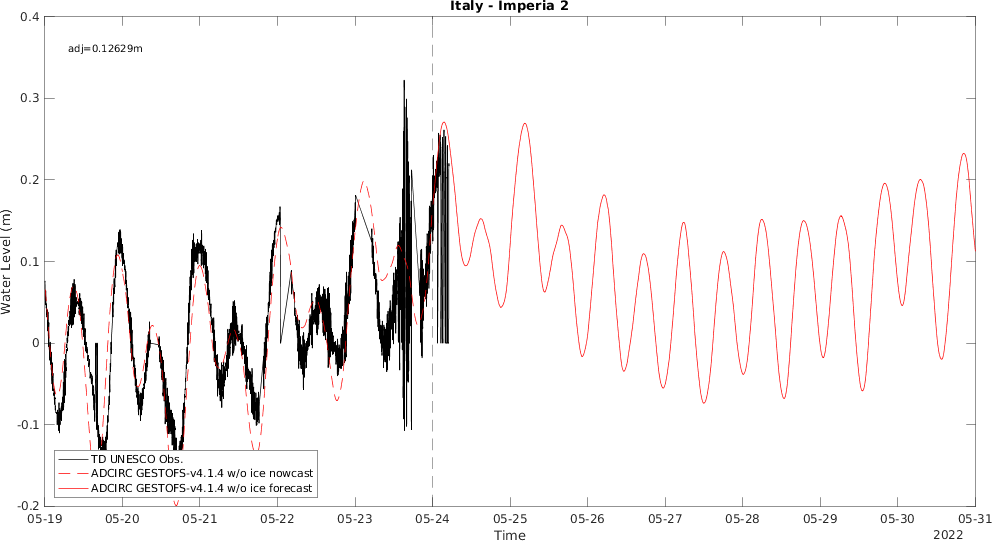 Italy - Imperia 2
adj=0.12629m
Water Level (m)
0.4
0.3
0.2
0.1
0
-0.1
-0.2
TD UNESCO Obs.
ADCIRC GESTOFS-v4.1.4 w/o ice nowcast
ADCIRC GESTOFS-v4.1.4 w/o ice forecast
05-19 05-20 05-21 05-22 05-23 05-24 05-25 05-26 05-27 05-28 05-29 05-30 05-31
Time
2022